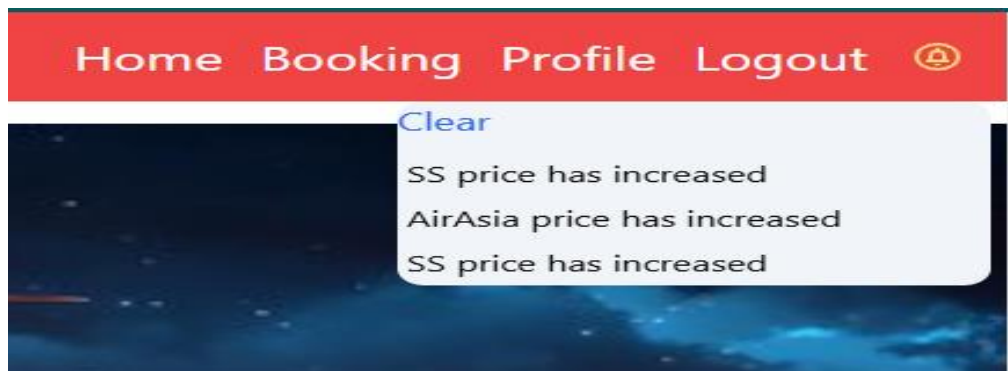 Home Booking Profile Logout
Clear
SS price has increased
AirAsia price has increased
SS price has increased